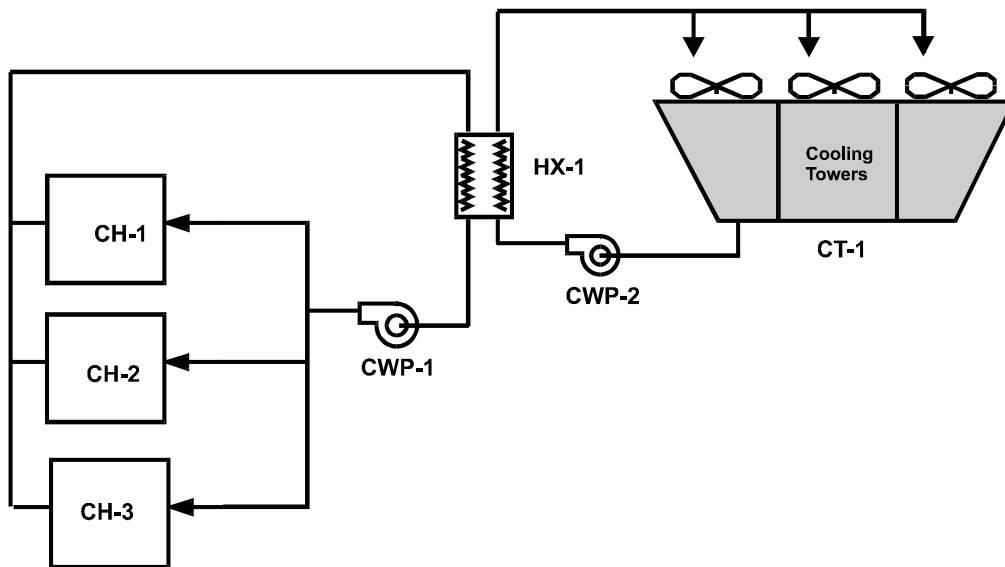 HX-1
Cooling
Towers
CH-1
CT-1
CWP-2
CWP-1
CH-2
CH-3